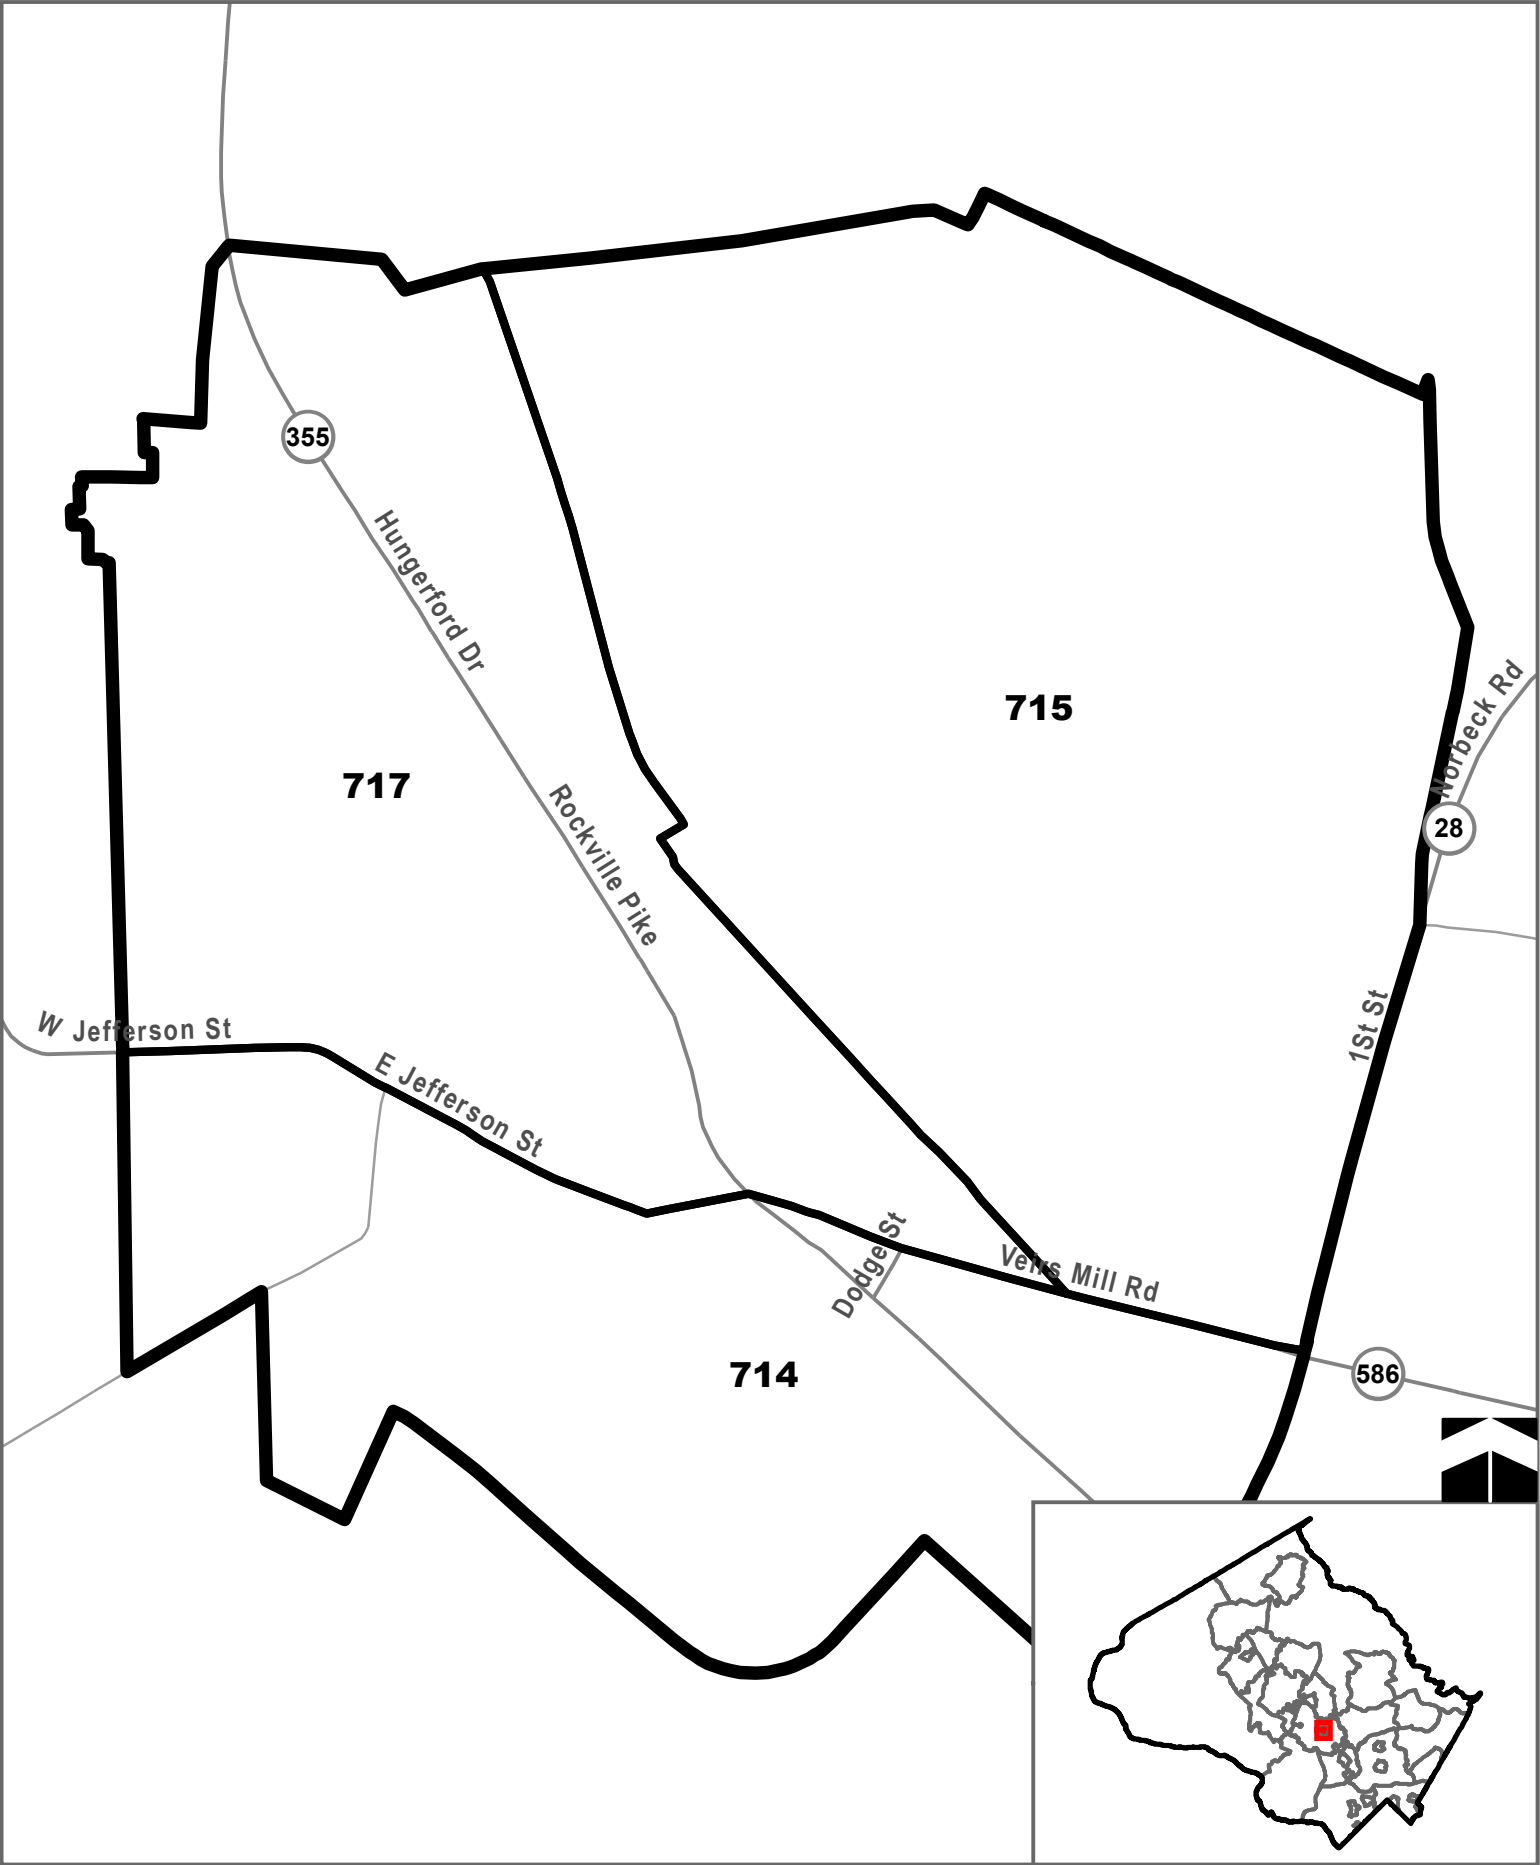 355
Hungerford Dr
715
Norbeck Rd
717
Rockville Pike
28
1St St
W Jefferson St
E Jefferson St
Dodge St
Veirs Mill Rd
714
586